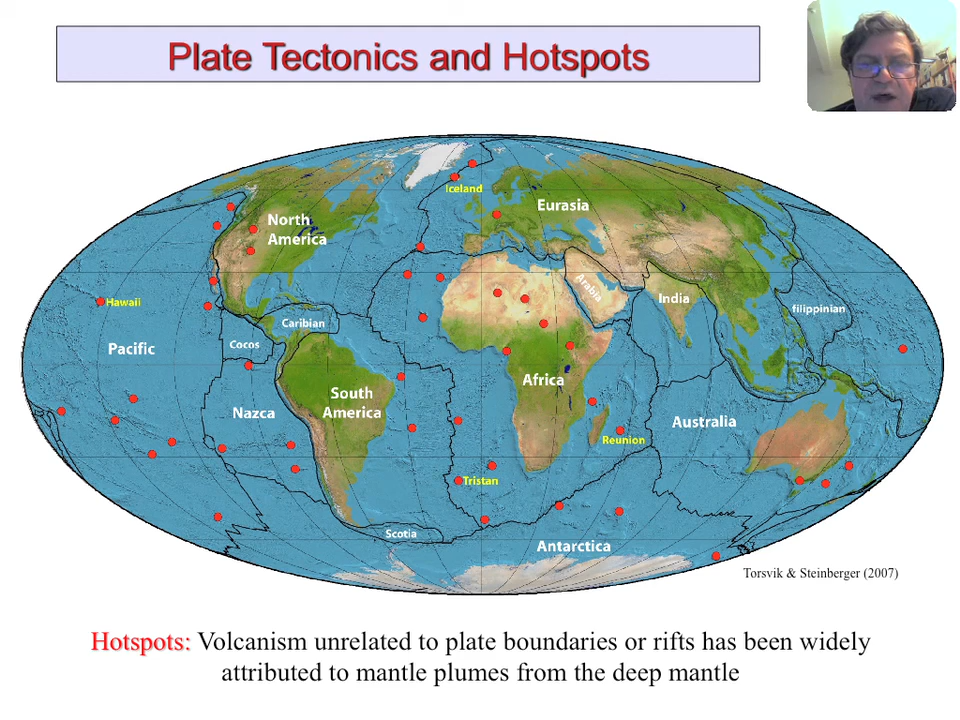 Plate Tectonics and Hotspots
Iceland
Eurasia
North
America
Arabia
India
Hawaii
filippinian
Caribian
Cocos
Pacific
Africa
South
America
Nazca
Australia
Reunion
Tristan
Scotia
Antarctica
Torsvik & Steinberger (2007)
Hotspots: Volcanism unrelated to plate boundaries or rifts has been widely
attributed to mantle plumes from the deep mantle